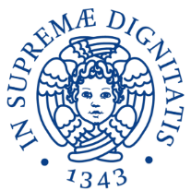 IN SUPREMÆ DIGNITATIS
• 1343 •